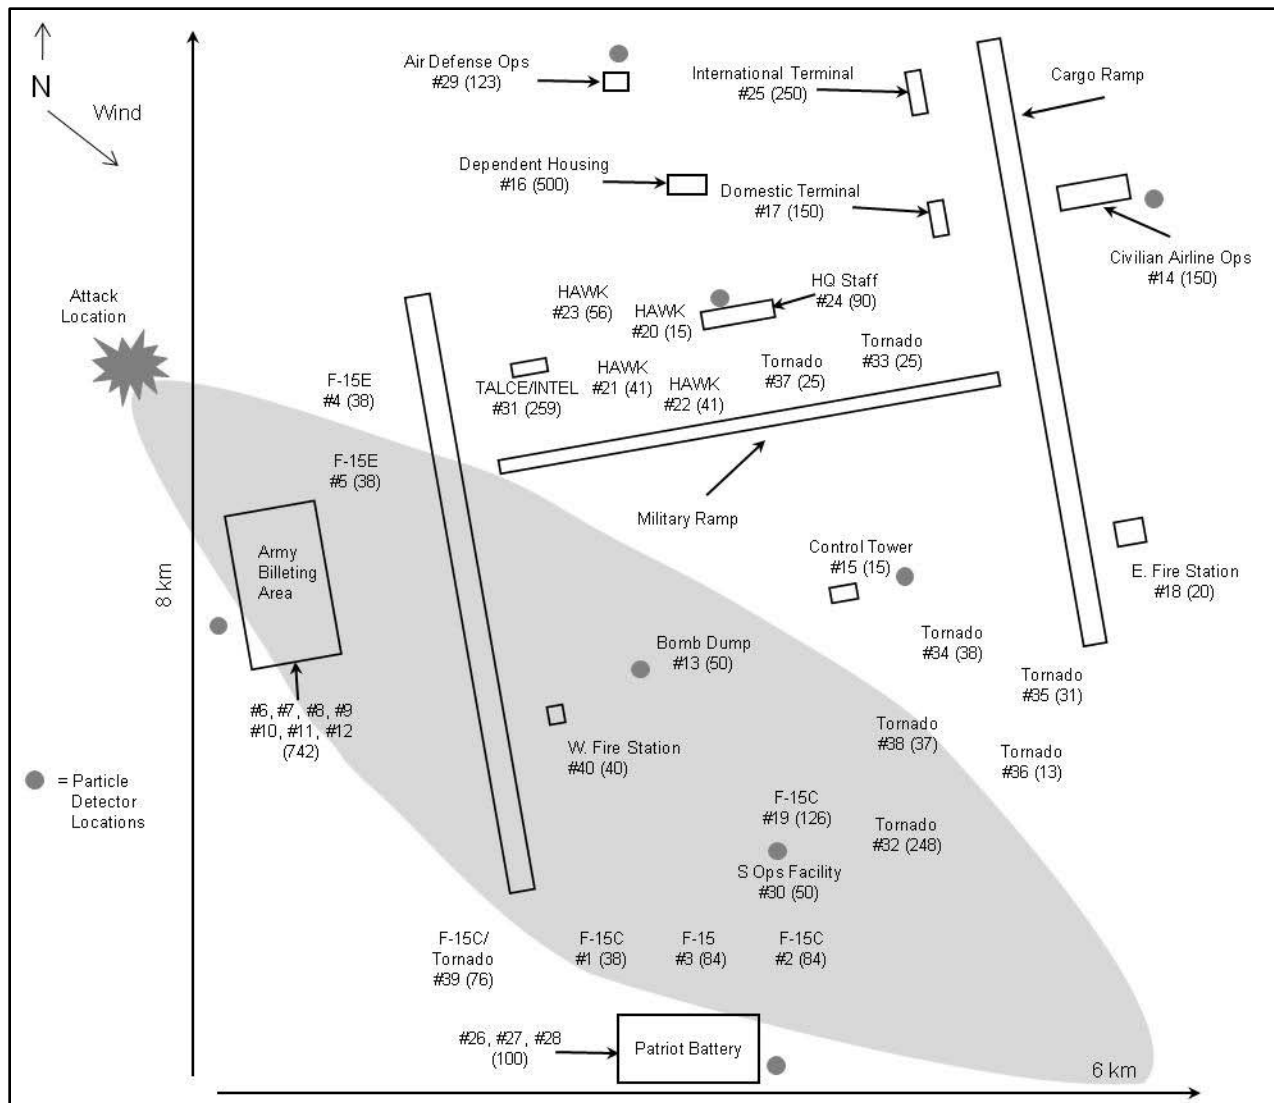 N
Wind
Air Defense Ops
#29 (123)
International Terminal
#25 (250)
Cargo Ramp
Dependent Housing
#16 (500)
Domestic Terminal
#17 (150)
Civilian Airline Ops
#14 (150)
Attack
Location
HAWK
#23 (56)
HAWK
#20 (15)
HQ Staff
#24 (90)
F-15E
#4 (38)
TALCE/INTEL
#31 (259)
HAWK
#21 (41)
HAWK
#22 (41)
Tornado
#37 (25)
Tornado
#33 (25)
F-15E
#5 (38)
Military Ramp
Army
Billeting
Area
8 km
Control Tower
#15 (15)
E. Fire Station
#18 (20)
Bomb Dump
#13 (50)
Tornado
#34 (38)
Tornado
#35 (31)
#6, #7, #8, #9
#10, #11, #12
(742)
W. Fire Station
#40 (40)
Tornado
#38 (37)
Tornado
#36 (13)
= Particle
Detector
Locations
F-15C
#19 (126)
Tornado
#32 (248)
S Ops Facility
#30 (50)
F-15C/
Tornado
#39 (76)
F-15C
#1 (38)
F-15
#3 (84)
F-15C
#2 (84)
#26, #27, #28
(100)
Patriot Battery
6 km